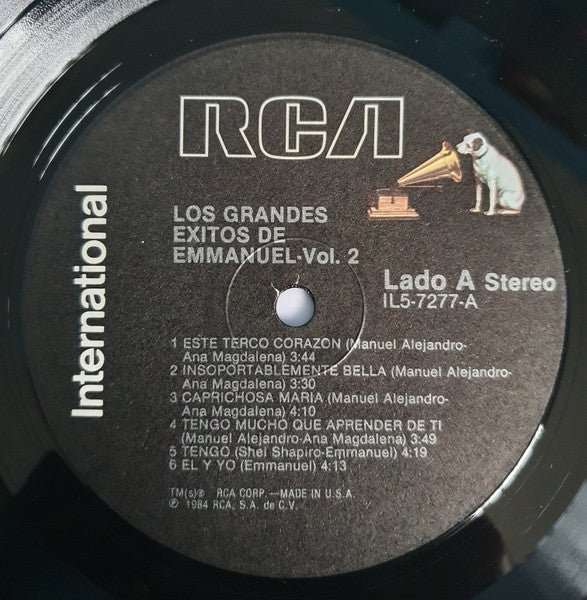 RCA
International
LOS GRANDES
EXITOS DE
EMMANUEL-Vol. 2
Lado A Stereo
IL5-7277-A
1 ESTE TERCO CORAZON (Manuel Alejandro-
Ana Magdalena) 3:44
2 INSOPORTABLEMENTE BELLA (Manuel Alejandro-
Ana Magdalena) 3:30
3 CAPRICHOSA MARIA (Manuel Alejandro-
Ana Magdalena) 4:10
4 TENGO MUCHO QUE APRENDER DE TI
(Manuel Alejandro-Ana Magdalena) 3:49
5 TENGO (Shel Shapiro-Emmanuel) 4:19
6 EL Y YO (Emmanuel) 4:13
TM(s)® RCA CORP.—MADE IN U.S.A.
℗ 1984 RCA, S.A. de C.V.